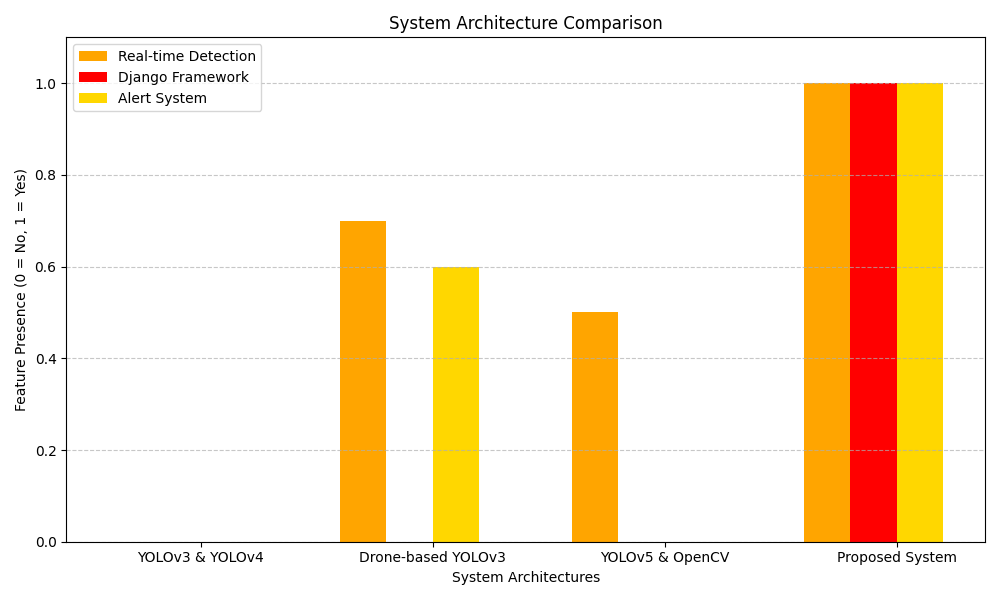 System Architecture Comparison
Real-time Detection
Django Framework
Alert System
Feature Presence (0 = No, 1 = Yes)
1.0
0.8
0.6
0.4
0.2
0.0
YOLOv3 & YOLOv4
Drone-based YOLOv3
YOLOv5 & OpenCV
Proposed System
System Architectures